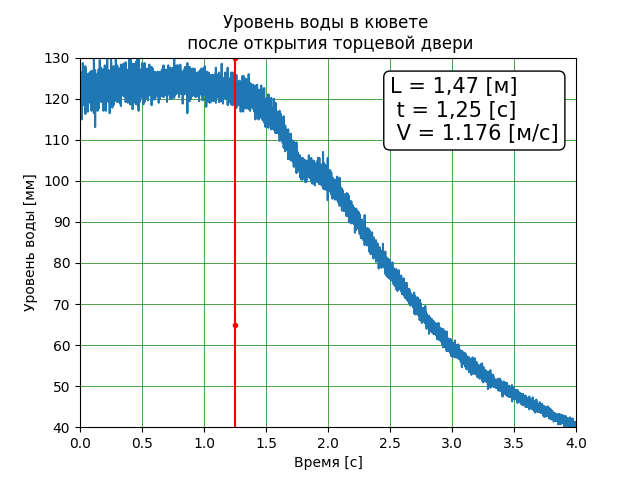 Уровень воды в кювете
после открытия торцевой двери
130
120
110
100
90
80
70
60
50
40
Уровень воды [мм]
L = 1,47 [м]
t = 1,25 [с]
V = 1.176 [м/с]
0.0 0.5 1.0 1.5 2.0 2.5 3.0 3.5 4.0
Время [с]